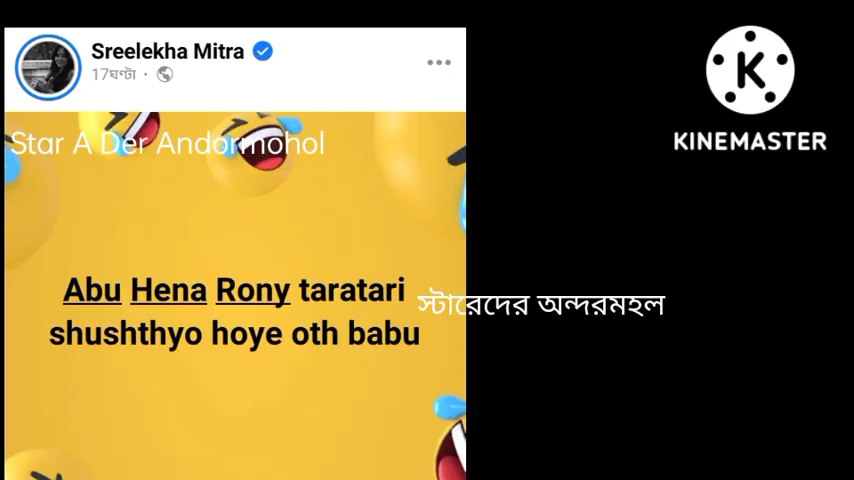 Sreelekha Mitra
17ঘণ্টা ·
Star A Der Andormohol
Abu Hena Rony taratari
shushthyo hoye oth babu
স্টারেদের অন্দরমহল
K
KINEMASTER